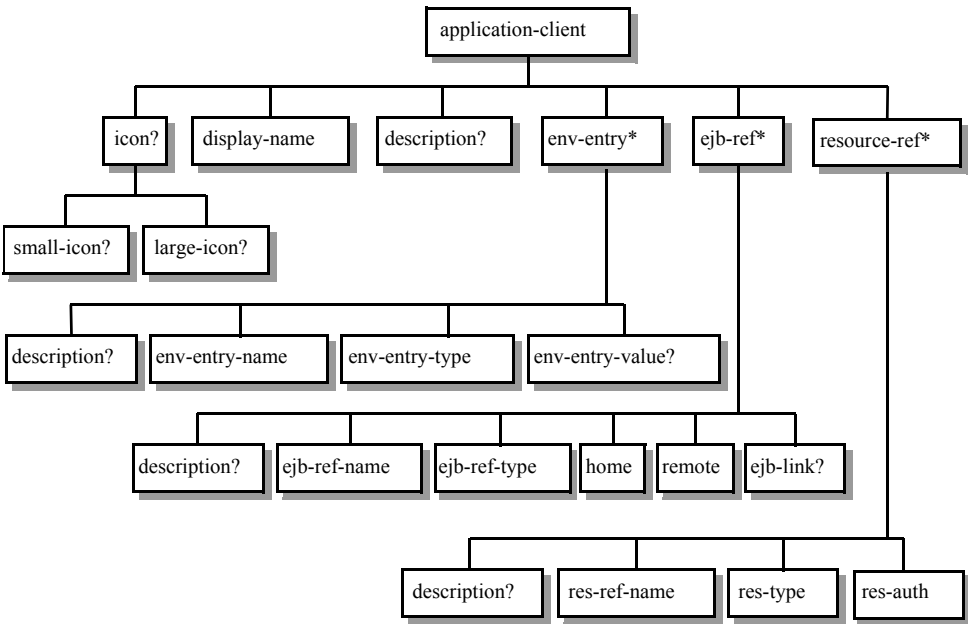 application-client
icon?
display-name
description?
env-entry*
ejb-ref*
resource-ref*
small-icon?
large-icon?
description?
env-entry-name
env-entry-type
env-entry-value?
description?
ejb-ref-name
ejb-ref-type
home
remote
ejb-link?
description?
res-ref-name
res-type
res-auth